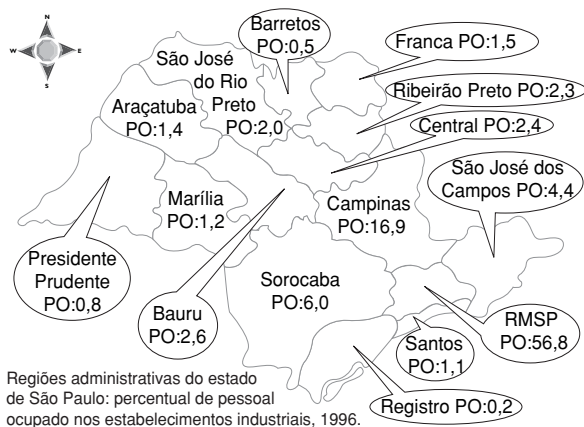 N
W
E
S
Barretos
PO:0,5
Franca PO:1,5
São José
do Rio
Preto
PO:2,0
Ribeirão Preto PO:2,3
Araçatuba
PO:1,4
Central PO:2,4
São José dos
Campos PO:4,4
Marília
PO:1,2
Campinas
PO:16,9
Presidente
Prudente
PO:0,8
Sorocaba
PO:6,0
Bauru
PO:2,6
RMSP
PO:56,8
Santos
PO:1,1
Registro PO:0,2
Regiões administrativas do estado
de São Paulo: percentual de pessoal
ocupado nos estabelecimentos industriais, 1996.